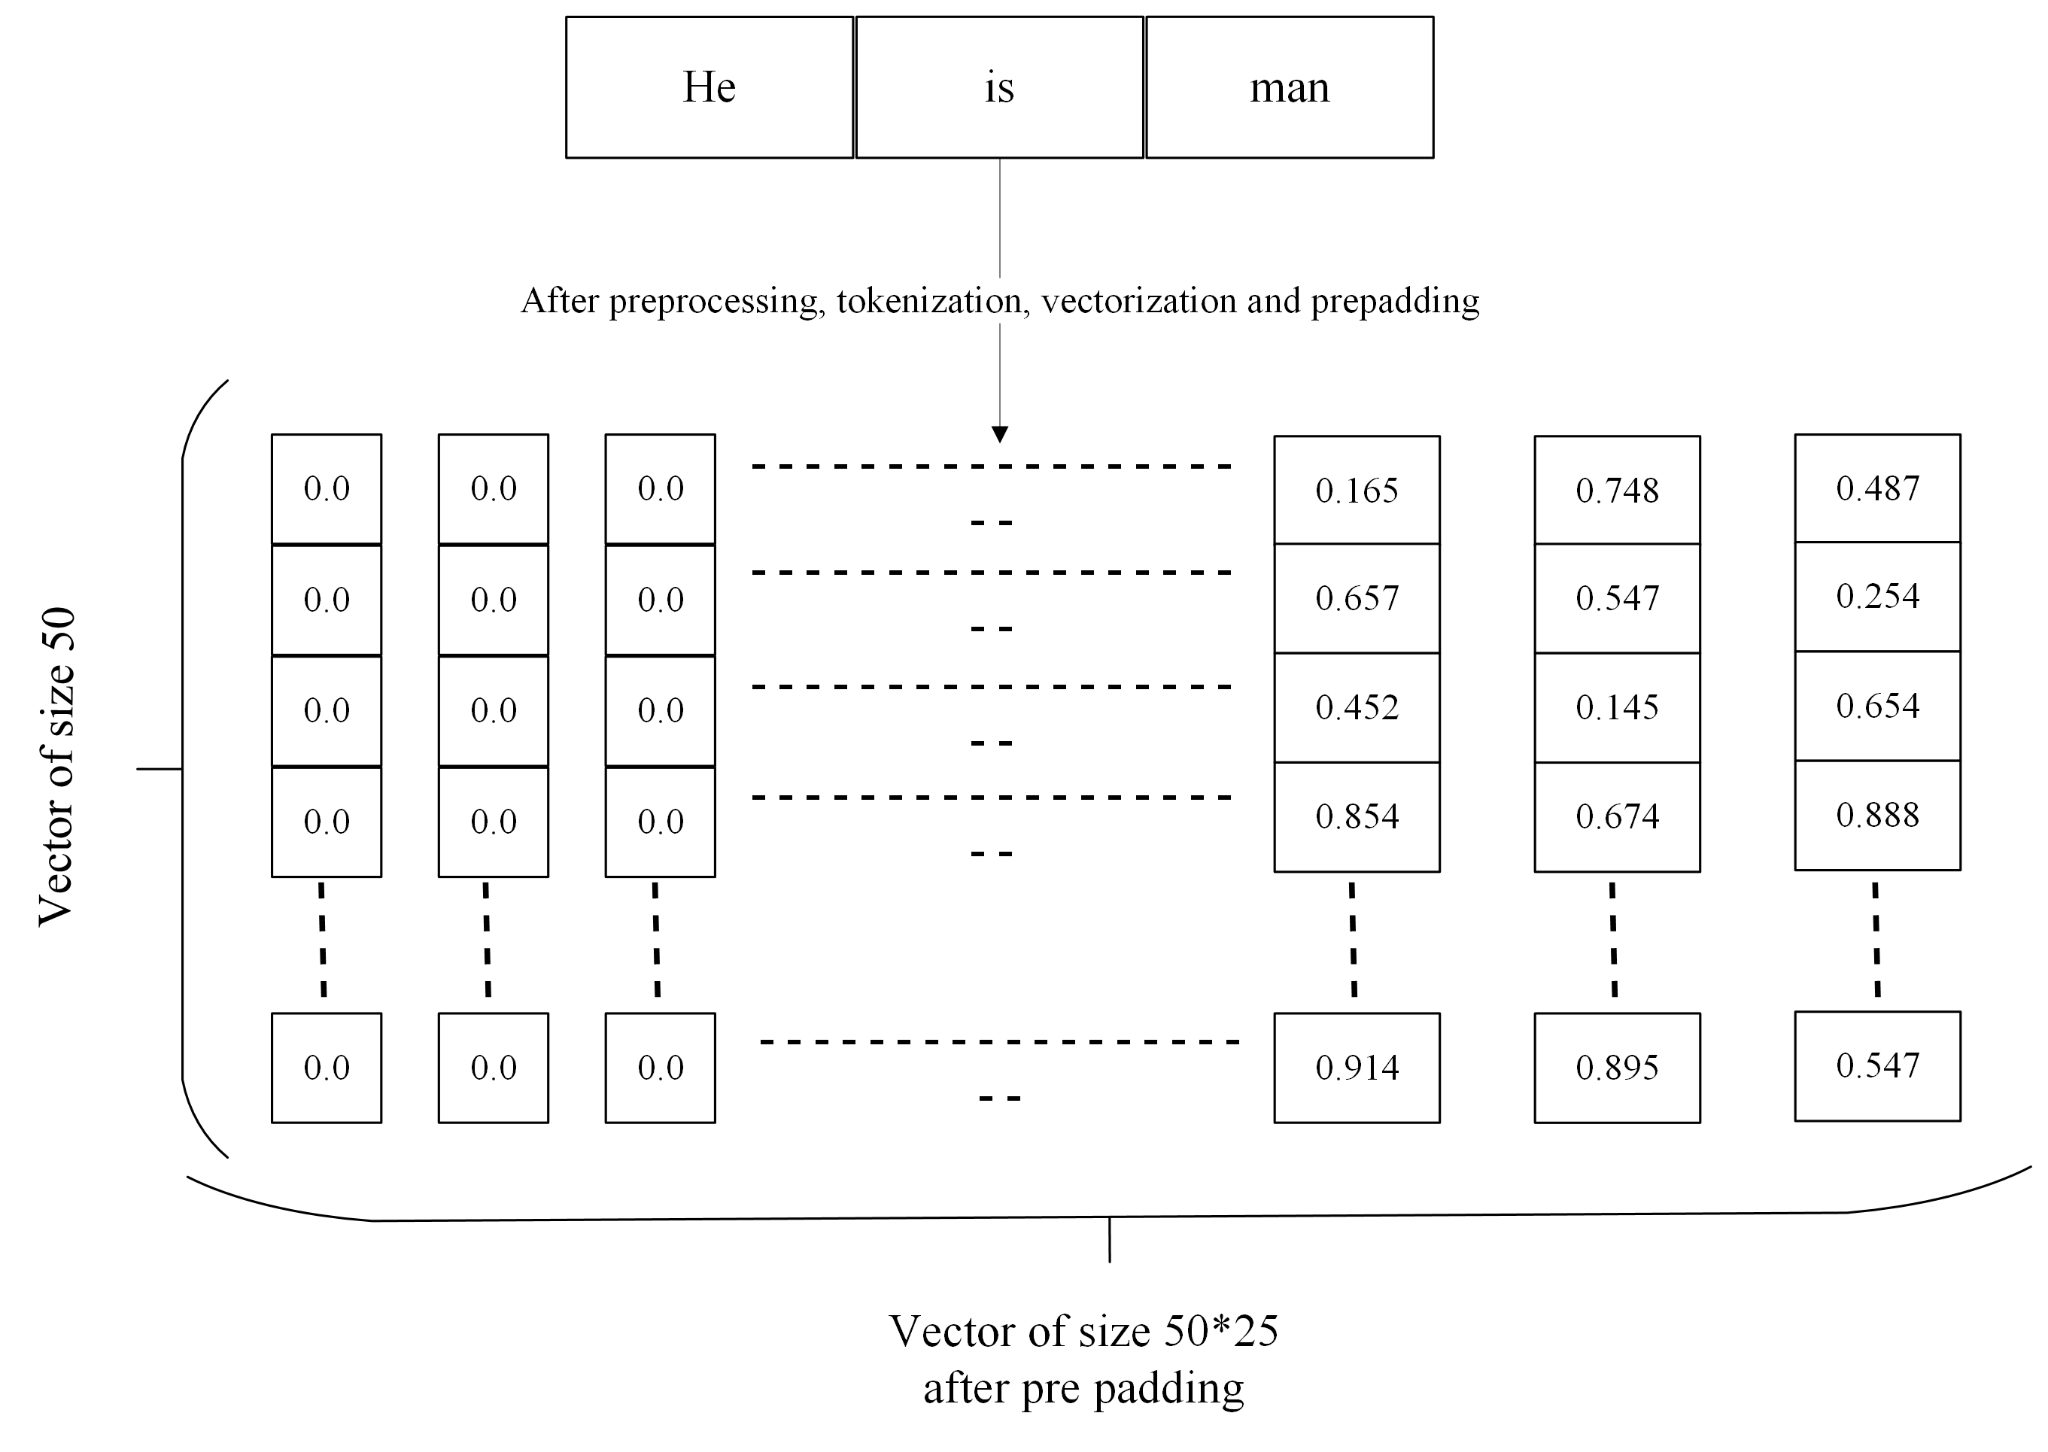 He is man
After preprocessing, tokenization, vectorization and prepadding
0.0 0.0 0.0 0.165 0.748 0.487
0.0 0.0 0.0 0.657 0.547 0.254
0.0 0.0 0.0 0.452 0.145 0.654
0.0 0.0 0.0 0.854 0.674 0.888
0.0 0.0 0.0 0.914 0.895 0.547
Vector of size 50
Vector of size 50*25
after pre padding